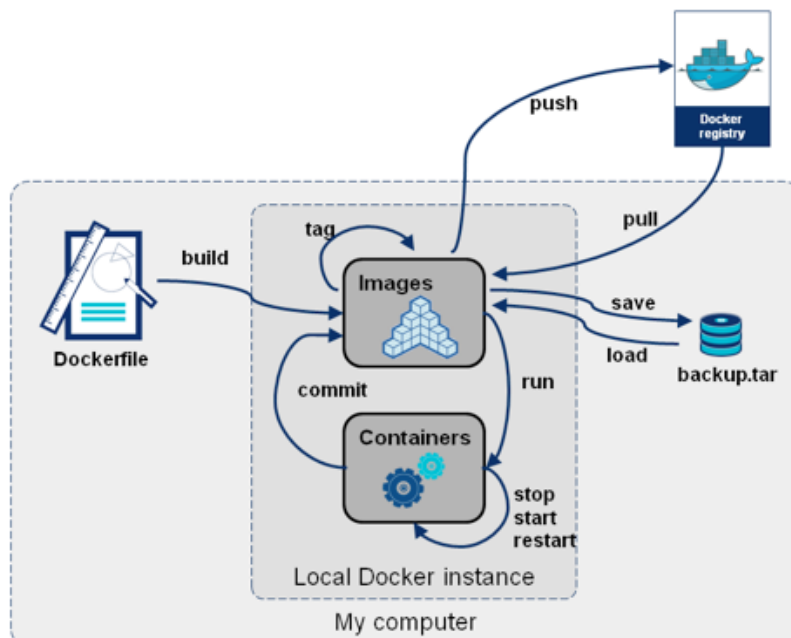 push
Docker
registry
pull
tag
build
Images
save
Dockerfile
load
backup.tar
commit
run
Containers
stop
start
restart
Local Docker instance
My computer